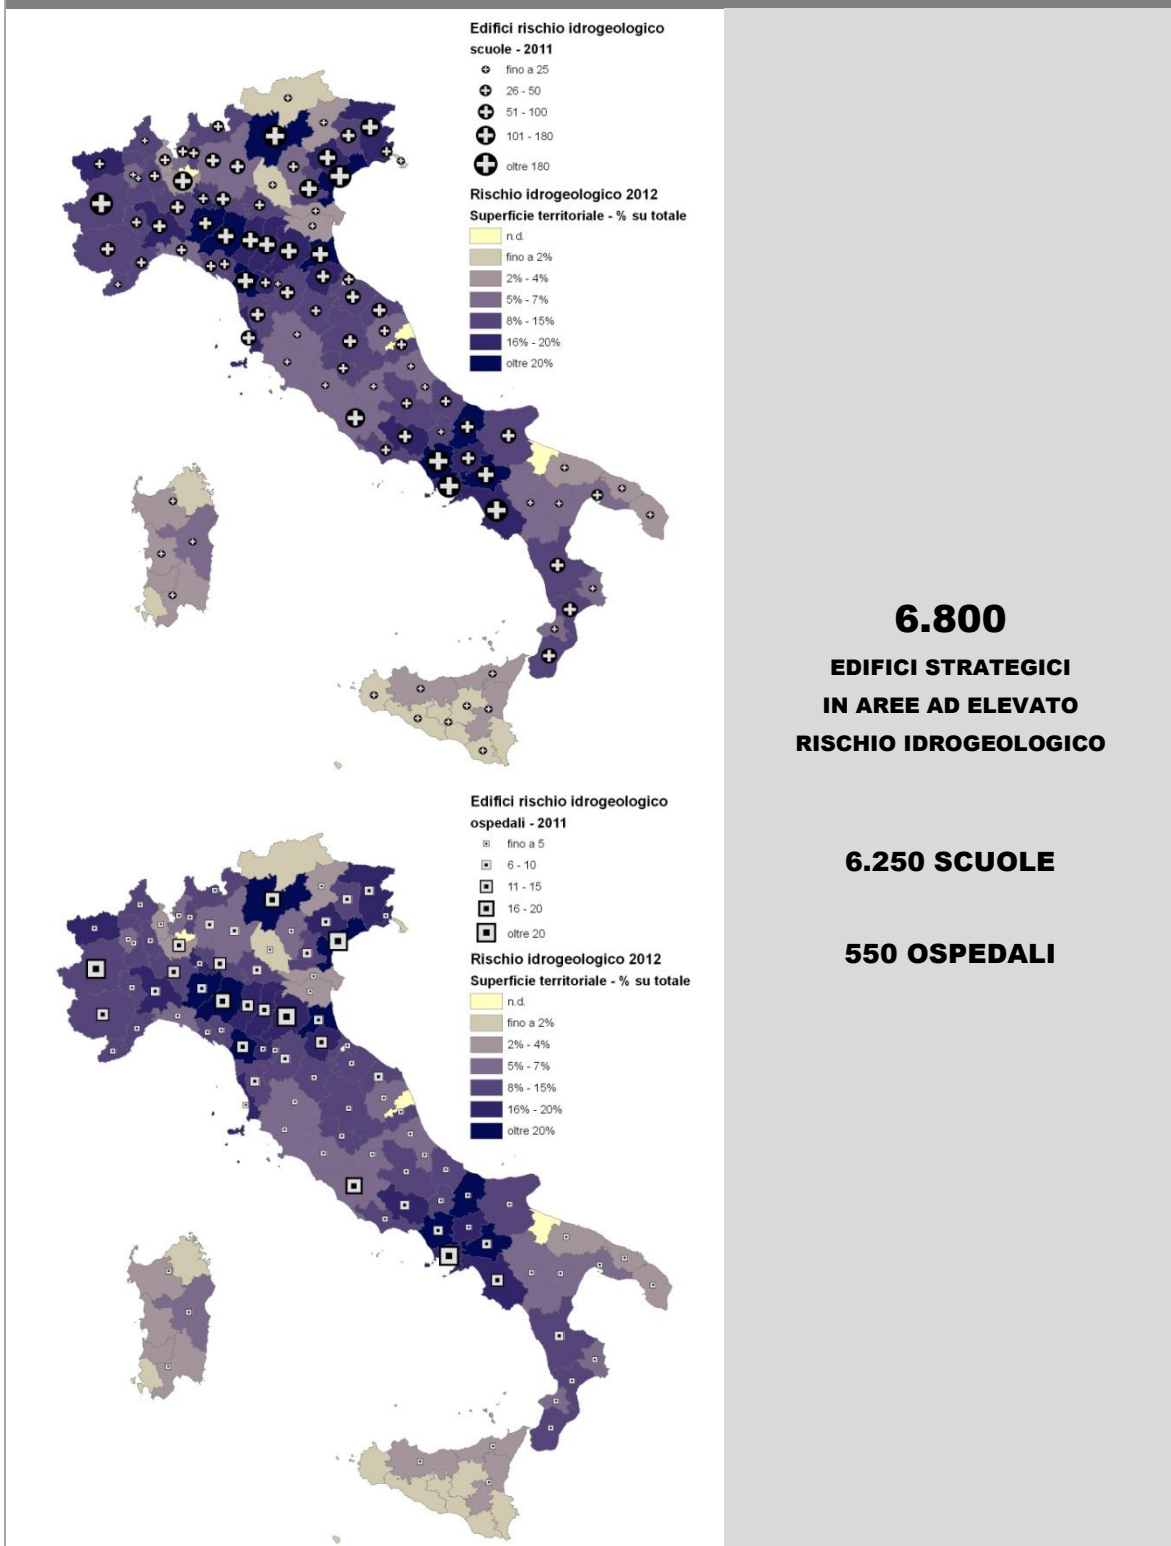 Edifici rischio idrogeologico
scuole - 2011
fino a 25
26 - 50
51 - 100
101 - 180
oltre 180
Rischio idrogeologico 2012
Superficie territoriale - % su totale
n.d.
fino a 2%
2% - 4%
5% - 7%
8% - 15%
16% - 20%
oltre 20%
6.800
EDIFICI STRATEGICI
IN AREE AD ELEVATO
RISCHIO IDROGEOLOGICO
6.250 SCUOLE
550 OSPEDALI
Edifici rischio idrogeologico
ospedali - 2011
fino a 5
6 - 10
11 - 15
16 - 20
oltre 20
Rischio idrogeologico 2012
Superficie territoriale - % su totale
n.d.
fino a 2%
2% - 4%
5% - 7%
8% - 15%
16% - 20%
oltre 20%